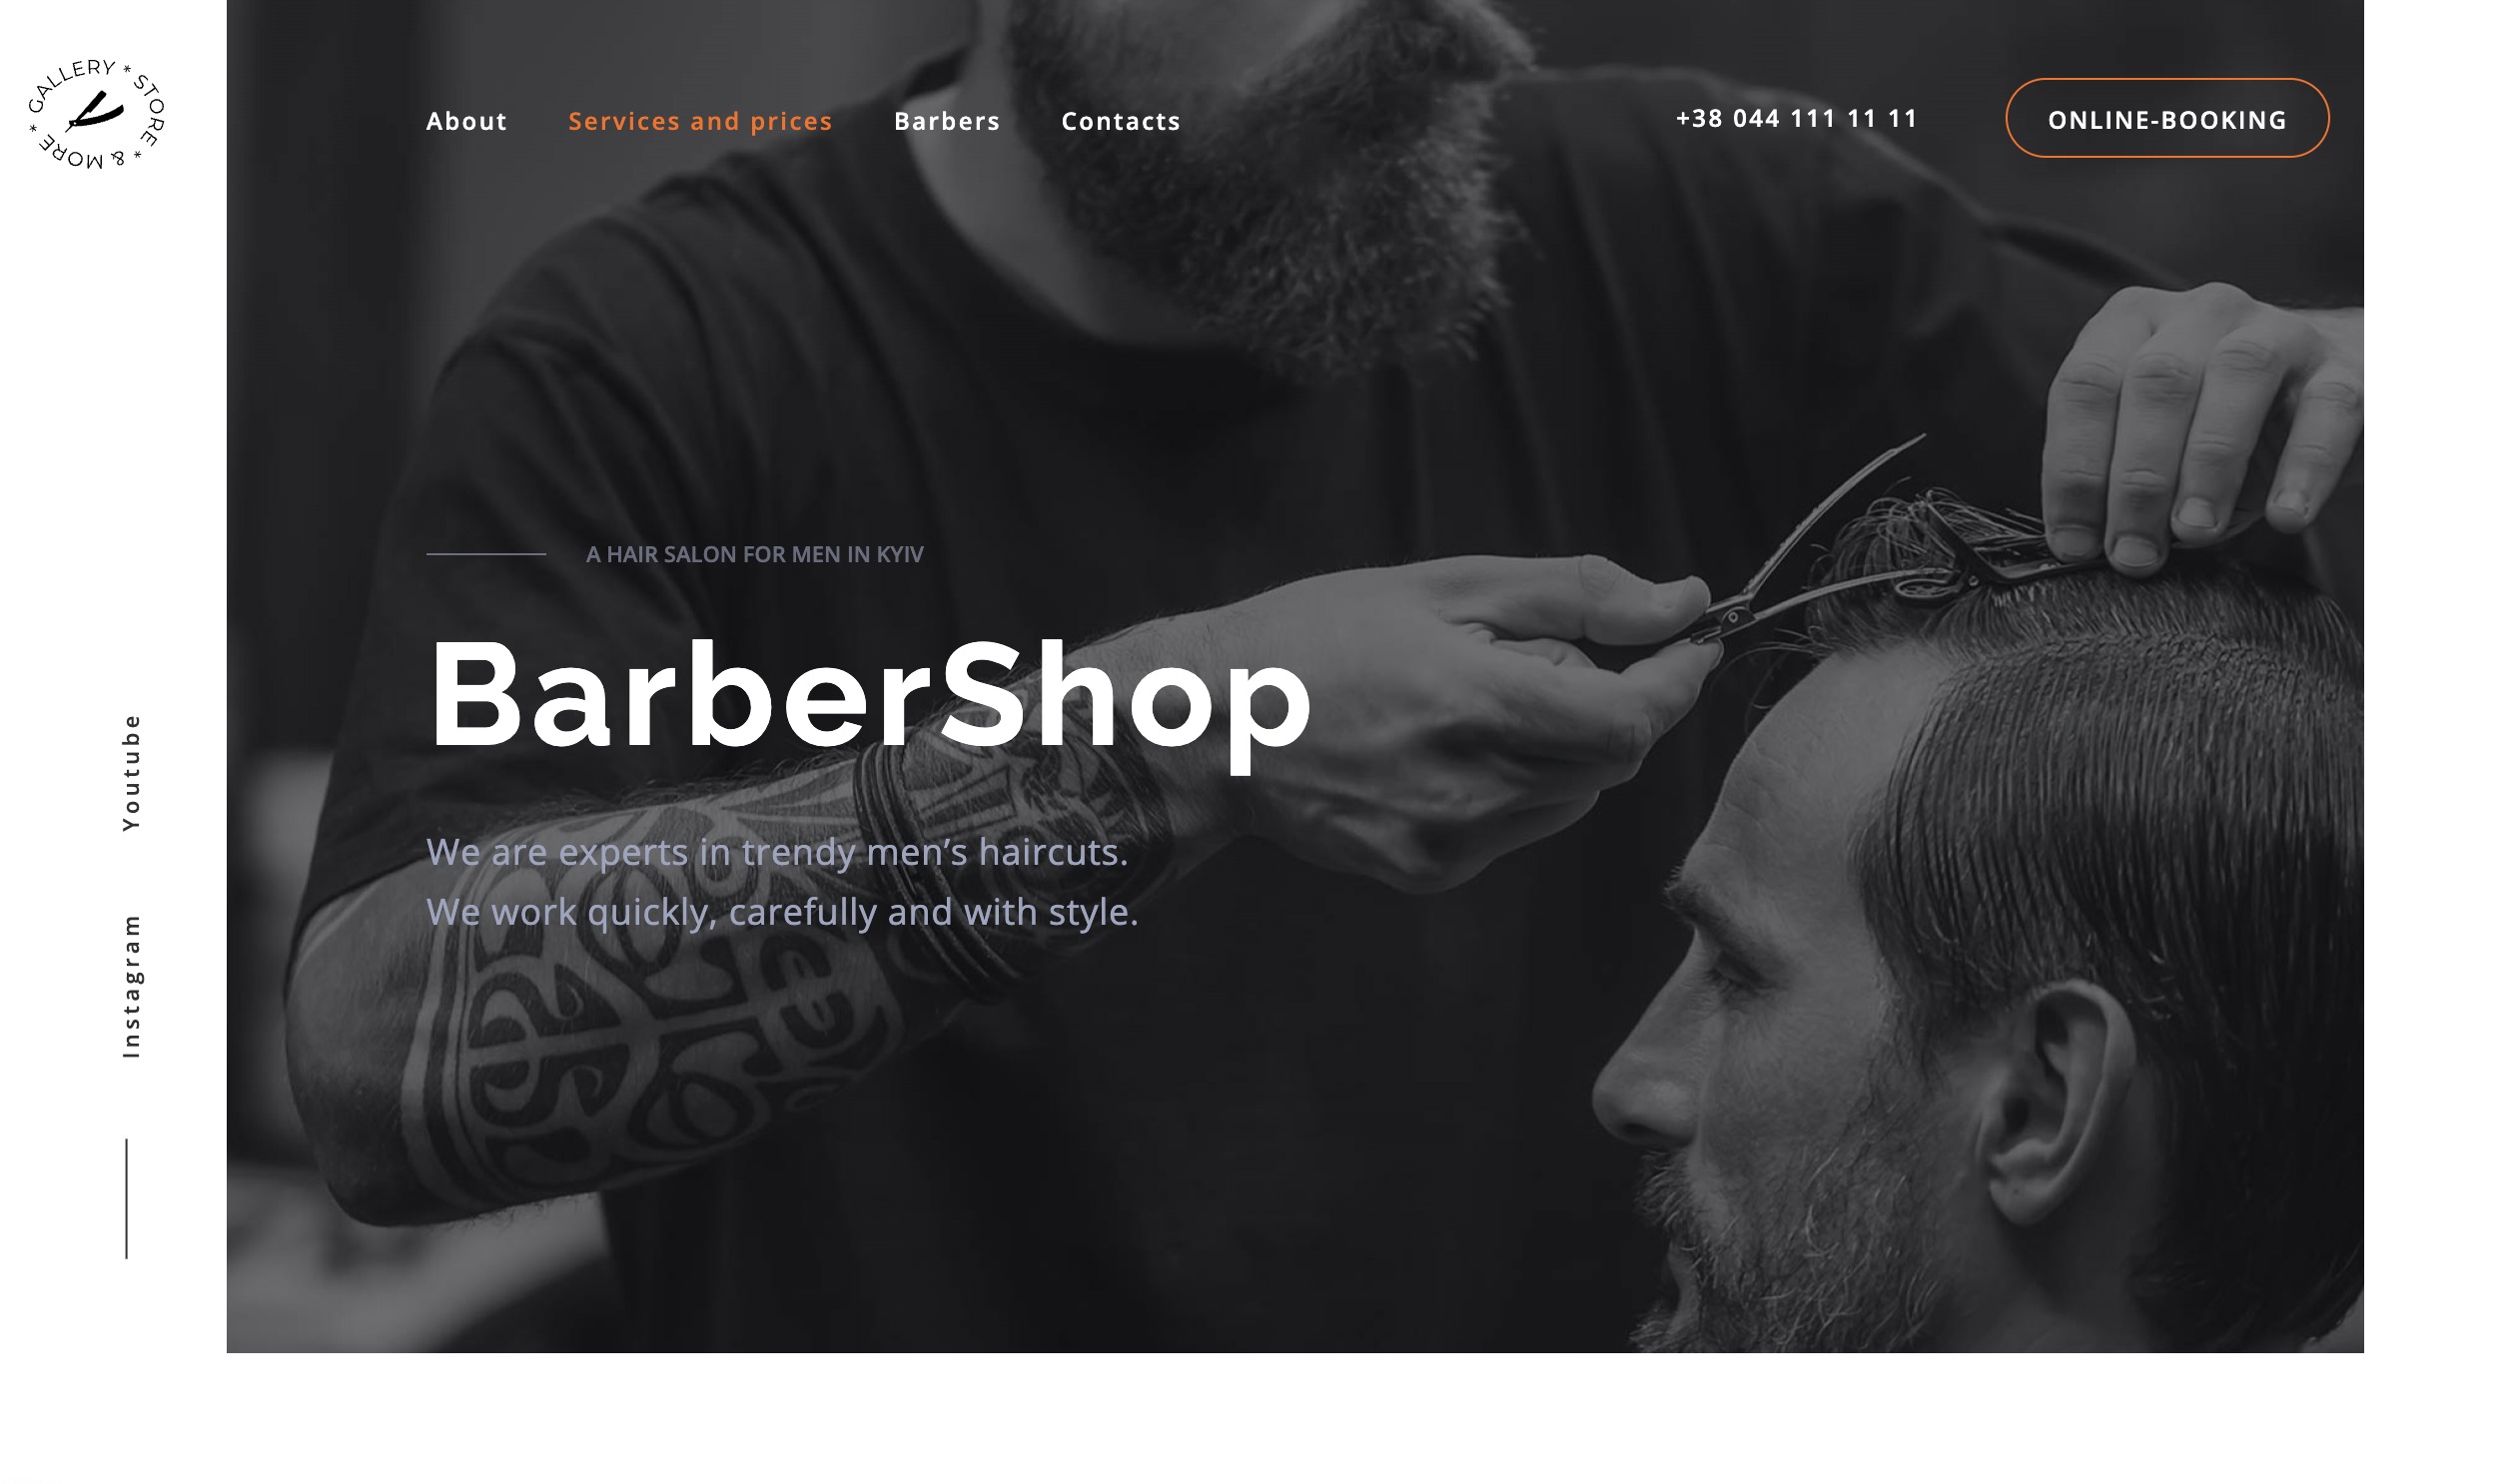 GALLERY * STORE * & MORE *
About
Services and prices
Barbers
Contacts
+38 044 111 11 11
ONLINE-BOOKING
A HAIR SALON FOR MEN IN KYIV
BarberShop
We are experts in trendy men’s haircuts.
We work quickly, carefully and with style.
Youtube
Instagram